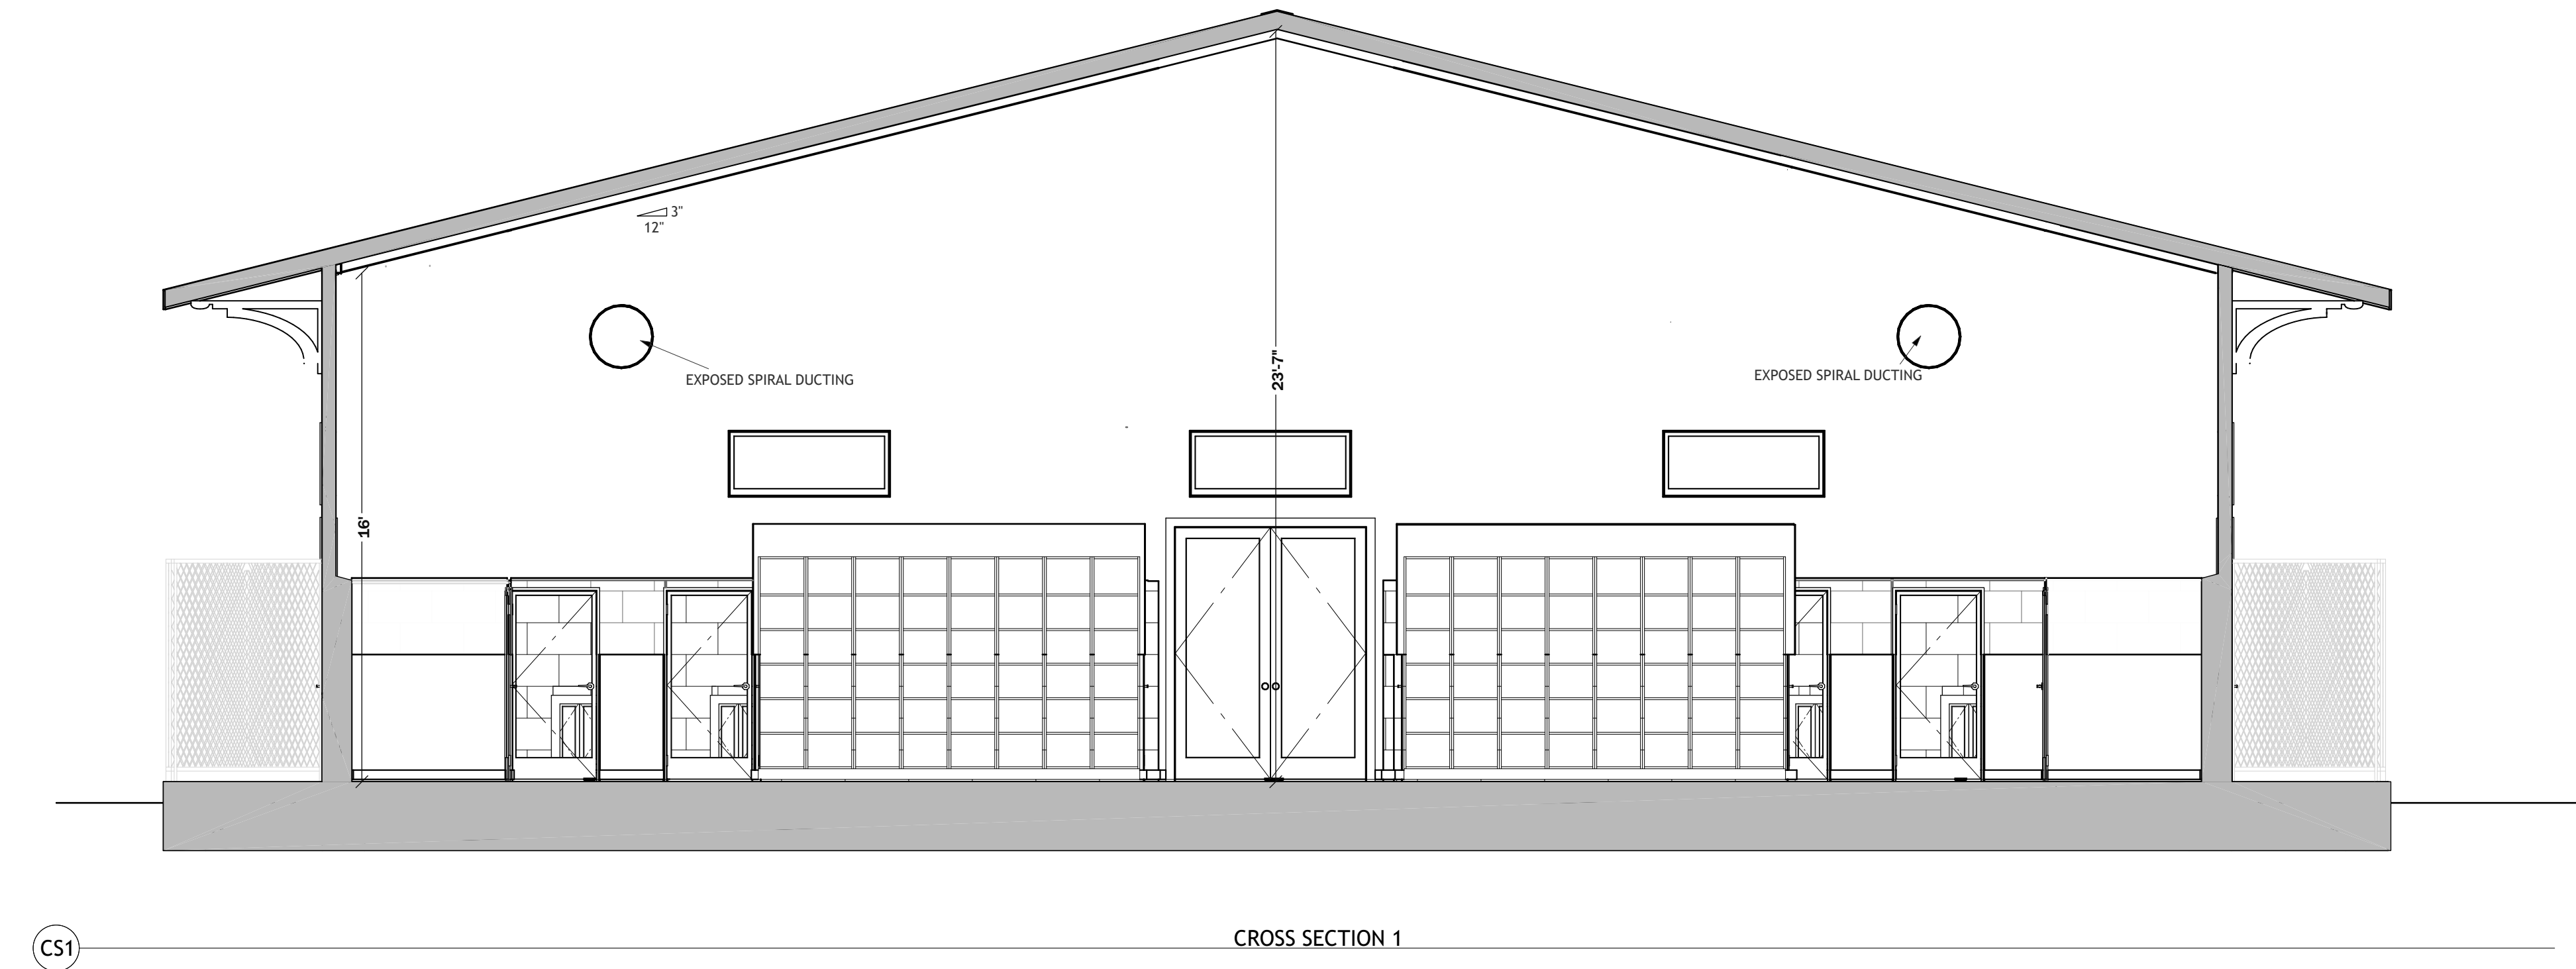 3"
12"
EXPOSED SPIRAL DUCTING
23'-7"
EXPOSED SPIRAL DUCTING
16'
CROSS SECTION 1
CS1